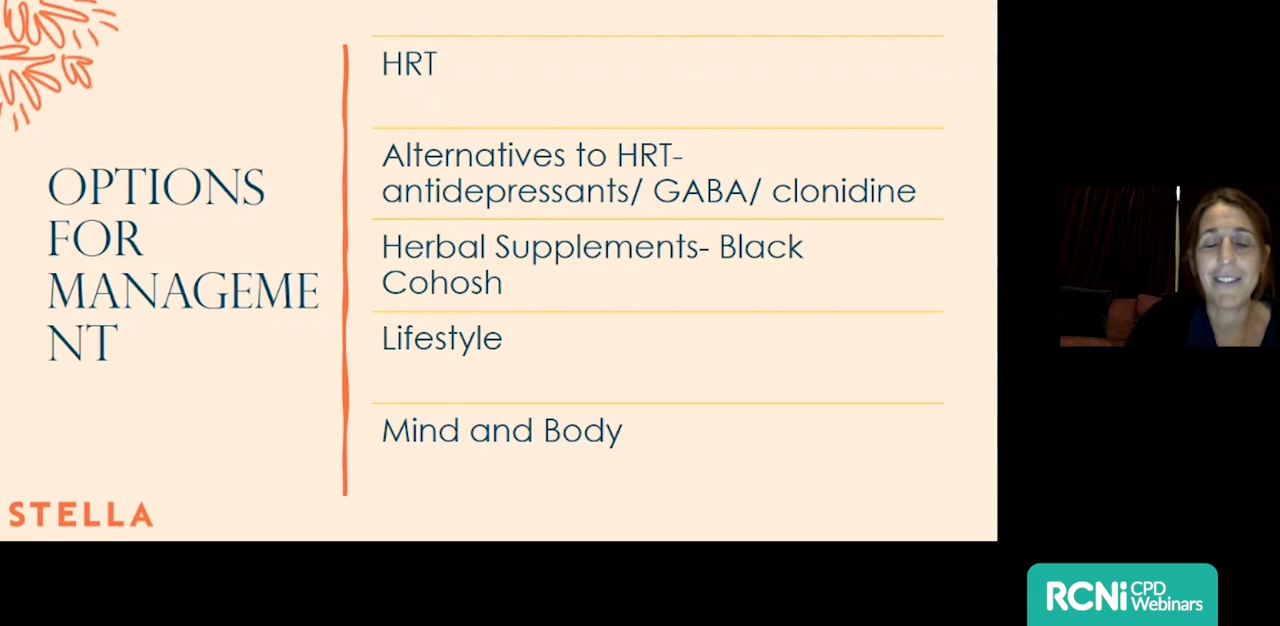 OPTIONS
FOR
MANAGEME
NT
HRT
Alternatives to HRT-
antidepressants/ GABA/ clonidine
Herbal Supplements- Black
Cohosh
Lifestyle
Mind and Body
STELLA
RCNi CPD
Webinars